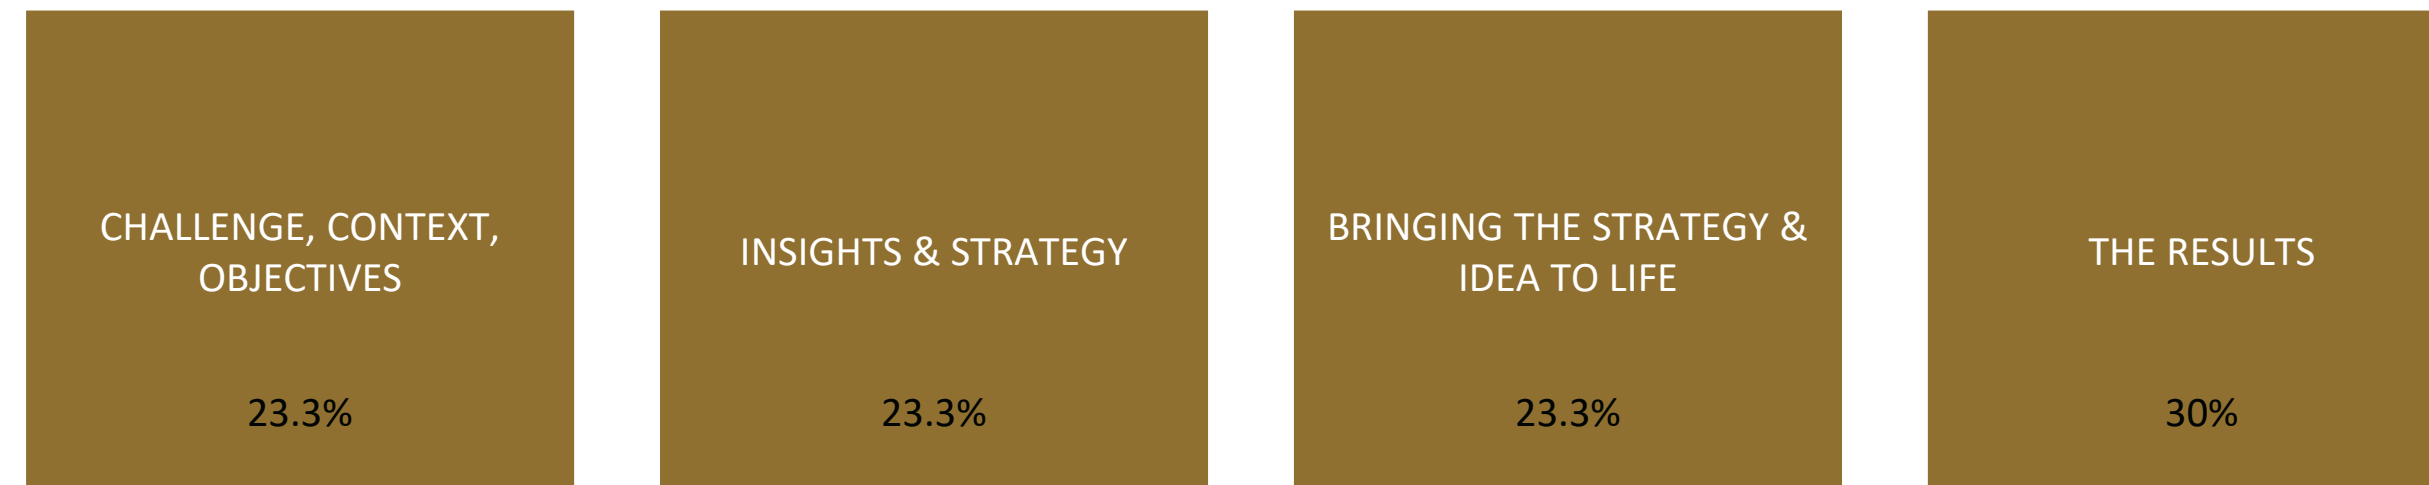 CHALLENGE, CONTEXT,
OBJECTIVES
23.3%
INSIGHTS & STRATEGY
23.3%
BRINGING THE STRATEGY &
IDEA TO LIFE
23.3%
THE RESULTS
30%